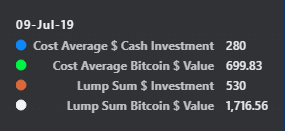 09-Jul-19
Cost Average $ Cash Investment 280
Cost Average Bitcoin $ Value 699.83
Lump Sum $ Investment 530
Lump Sum Bitcoin $ Value 1,716.56